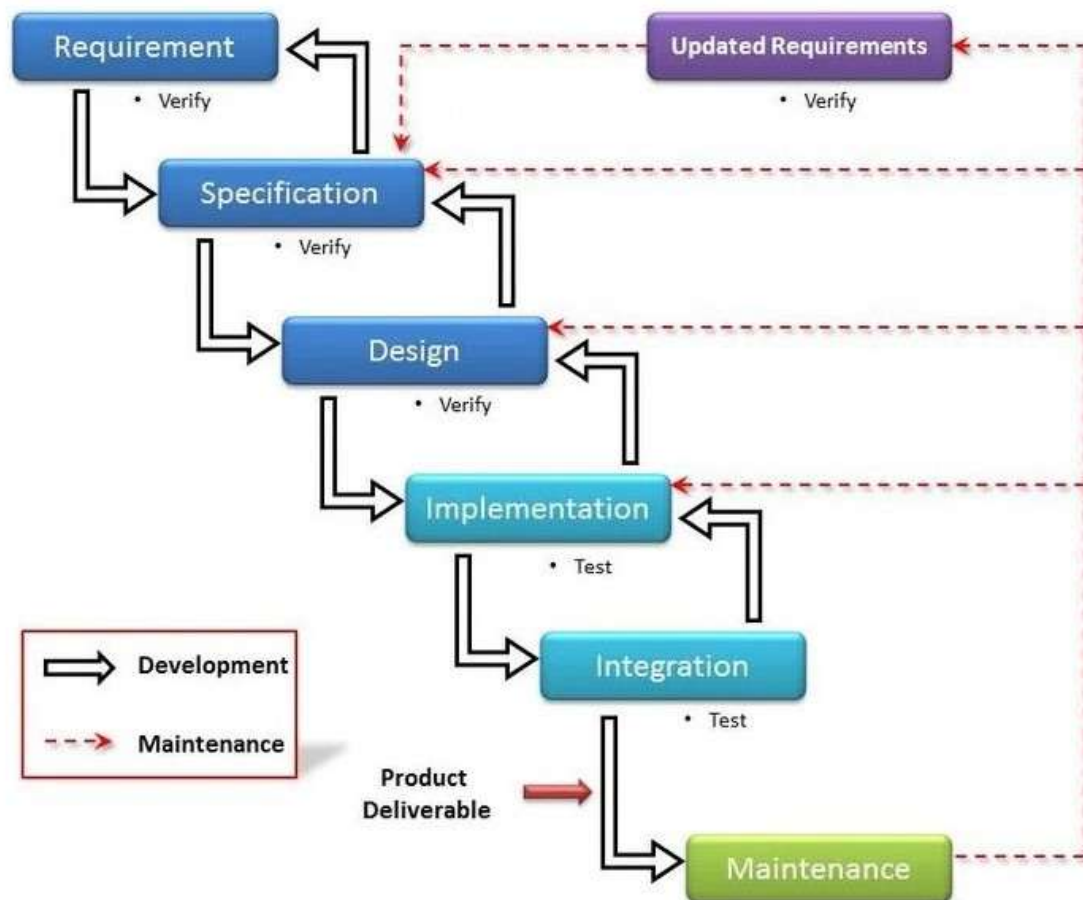 Requirement
Updated Requirements
• Verify
• Verify
Specification
• Verify
Design
• Verify
Implementation
• Test
Development
Integration
Maintenance
• Test
Product
Deliverable
Maintenance